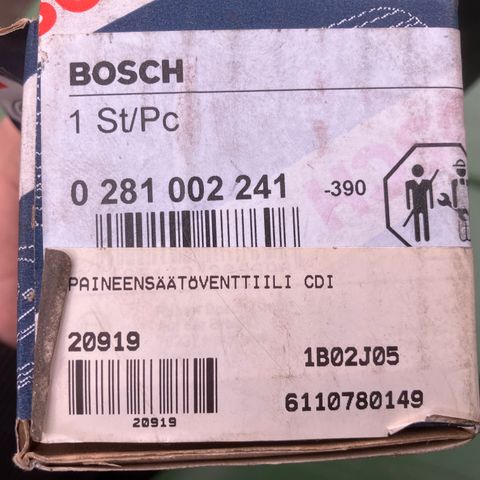 BOSCH
1 St/Pc
0 281 002 241 -390
PAINEENSÄÄTÖVENTTIILI CDI
20919 1B02J05
20919 6110780149